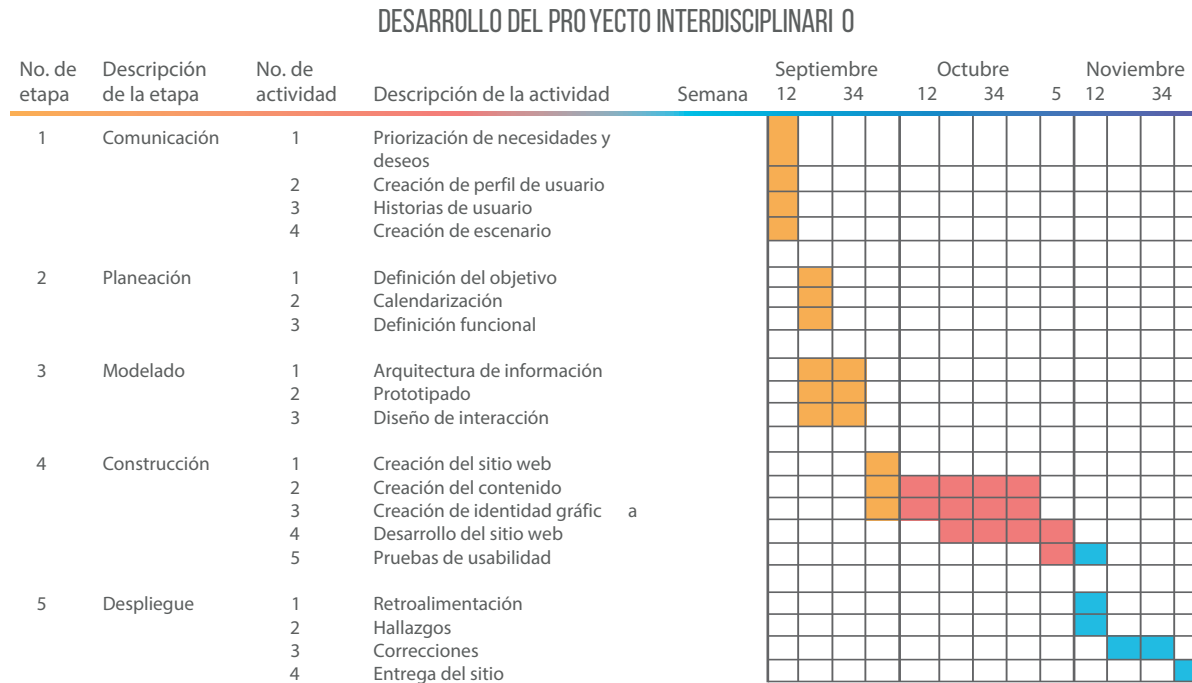 DESARROLLO DEL PRO YECTO INTERDISCIPLINARI O
Septiembre Octubre Noviembre
No. de etapa Descripción de la etapa No. de actividad Descripción de la actividad Semana 12 34 12 34 5 12 34
1 Comunicación 1 Priorización de necesidades y
deseos
2 Creación de perfil de usuario
3 Historias de usuario
4 Creación de escenario
2 Planeación 1 Definición del objetivo
2 Calendarización
3 Definición funcional
3 Modelado 1 Arquitectura de información
2 Prototipado
3 Diseño de interacción
4 Construcción 1 Creación del sitio web
2 Creación del contenido
3 Creación de identidad gráfic a
4 Desarrollo del sitio web
5 Pruebas de usabilidad
5 Despliegue 1 Retroalimentación
2 Hallazgos
3 Correcciones
4 Entrega del sitio